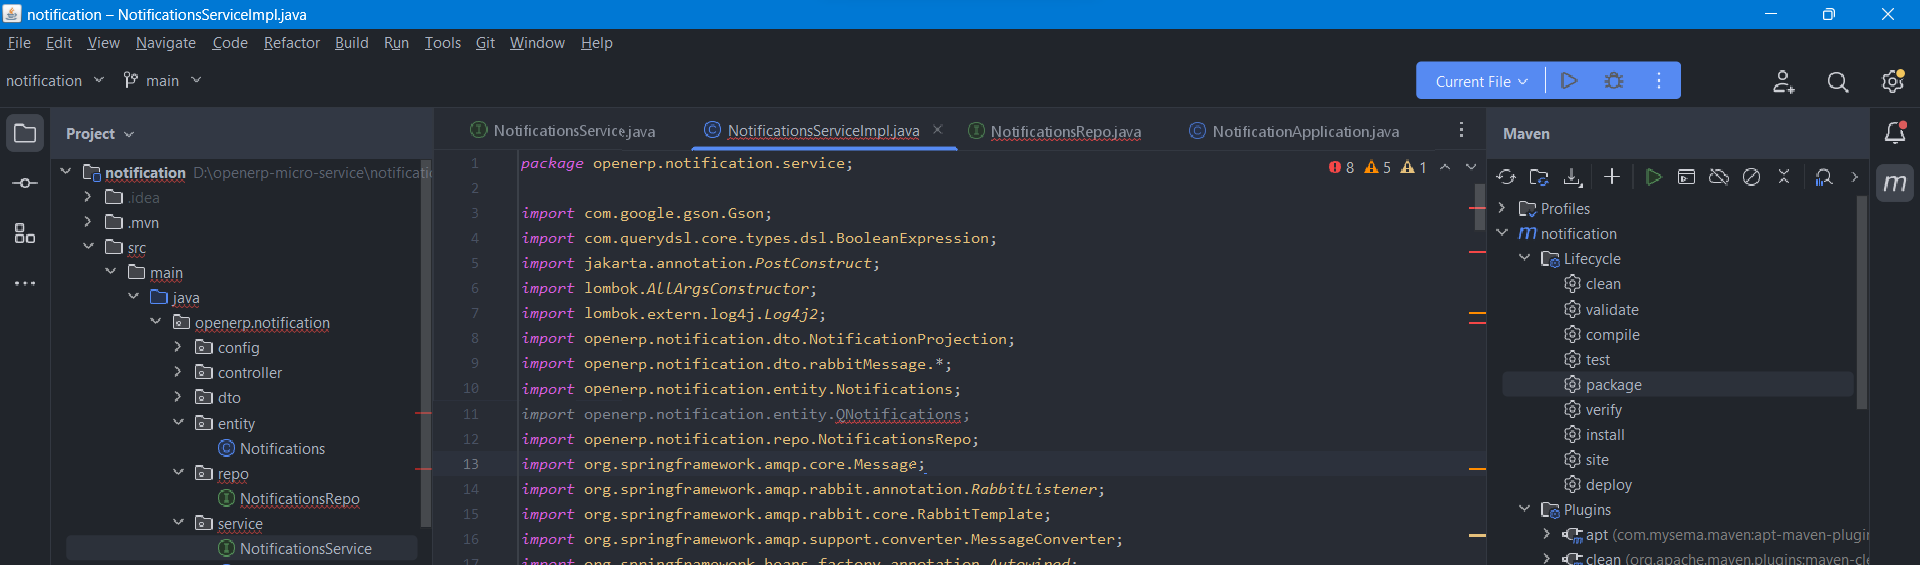 notification – NotificationsServiceImpl.java
File Edit View Navigate Code Refactor Build Run Tools Git Window Help
notification main Current File
Project
notification D:\openerp-micro-service\notificati
.idea
.mvn
src
main
java
openerp.notification
config
controller
dto
entity
Notifications
repo
NotificationsRepo
service
NotificationsService
NotificationsService.java NotificationsServiceImpl.java NotificationsRepo.java NotificationApplication.java
8 5 1
1 package openerp.notification.service;
2
3 import com.google.gson.Gson;
4 import com.querydsl.core.types.dsl.BooleanExpression;
5 import jakarta.annotation.PostConstruct;
6 import lombok.AllArgsConstructor;
7 import lombok.extern.log4j.Log4j2;
8 import openerp.notification.dto.NotificationProjection;
9 import openerp.notification.dto.rabbitMessage.*;
10 import openerp.notification.entity.Notifications;
11 import openerp.notification.entity.QNotifications;
12 import openerp.notification.repo.NotificationsRepo;
13 import org.springframework.amqp.core.Message;
14 import org.springframework.amqp.rabbit.annotation.RabbitListener;
15 import org.springframework.amqp.rabbit.core.RabbitTemplate;
16 import org.springframework.amqp.support.converter.MessageConverter;
17 import org.springframework.beans.factory.annotation.Autowired;
Maven
Profiles
notification
Lifecycle
clean
validate
compile
test
package
verify
install
site
deploy
Plugins
apt (com.mysema.maven:apt-maven-plugin
clean (org.apache.maven.plugins:maven-cle